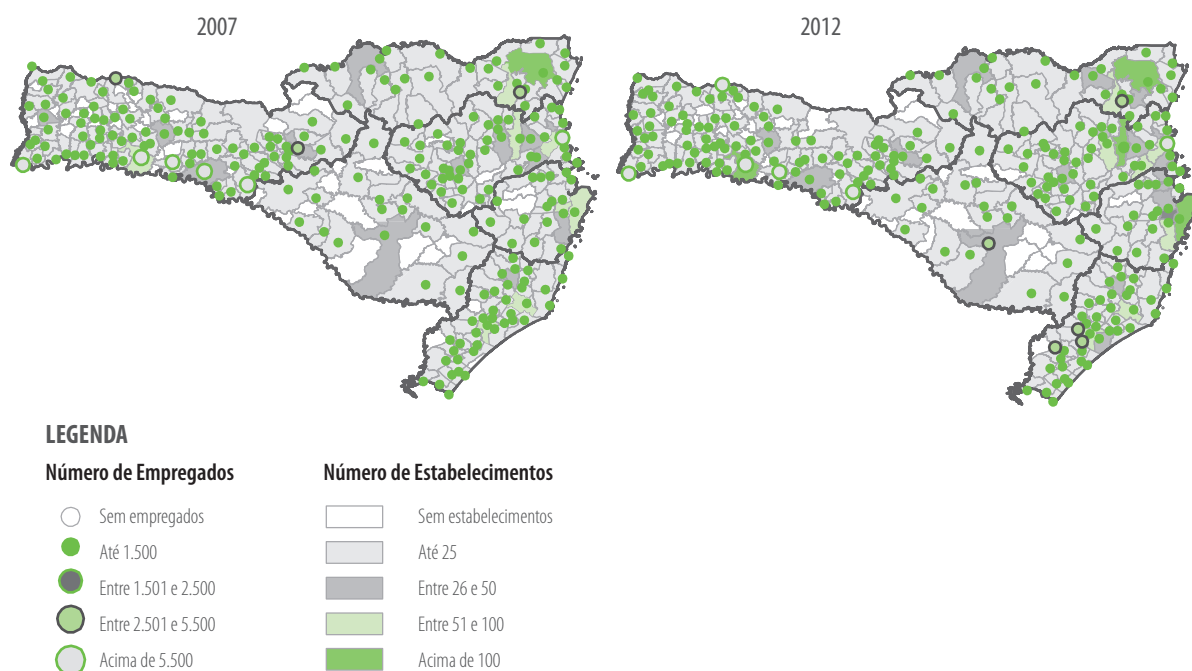 2007
2012
LEGENDA
Número de Empregados
Sem empregados
Até 1.500
Entre 1.501 e 2.500
Entre 2.501 e 5.500
Acima de 5.500
Número de Estabelecimentos
Sem estabelecimentos
Até 25
Entre 26 e 50
Entre 51 e 100
Acima de 100